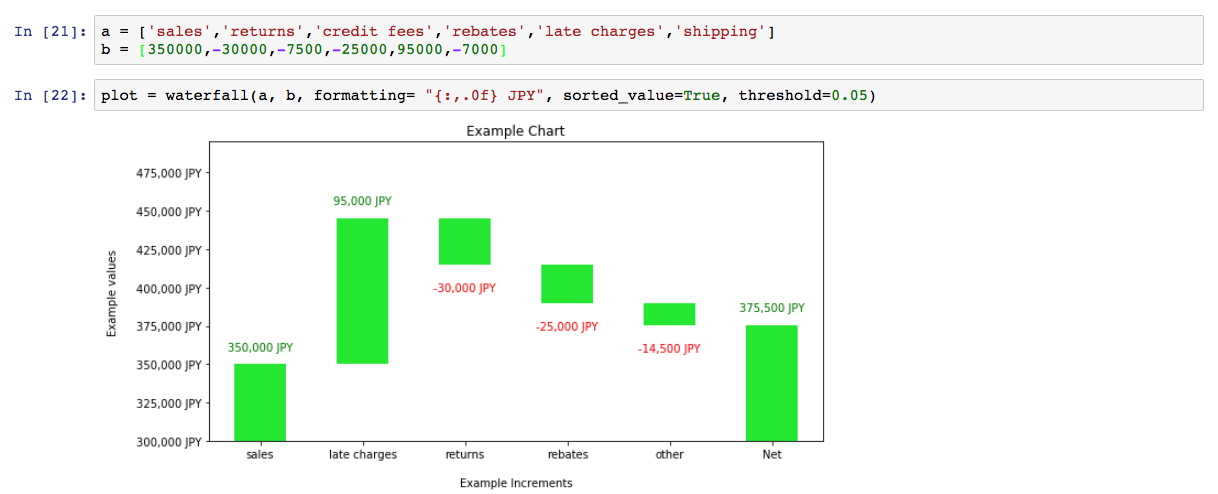 In [21]: a = ['sales','returns','credit fees','rebates','late charges','shipping']
b = [350000,-30000,-7500,-25000,95000,-7000]
In [22]: plot = waterfall(a, b, formatting= "{:,.0f} JPY", sorted_value=True, threshold=0.05)
Example Chart
475,000 JPY
450,000 JPY
425,000 JPY
400,000 JPY
375,000 JPY
350,000 JPY
325,000 JPY
300,000 JPY
Example values
350,000 JPY
95,000 JPY
-30,000 JPY
-25,000 JPY
-14,500 JPY
375,500 JPY
sales late charges returns rebates other Net
Example Increments